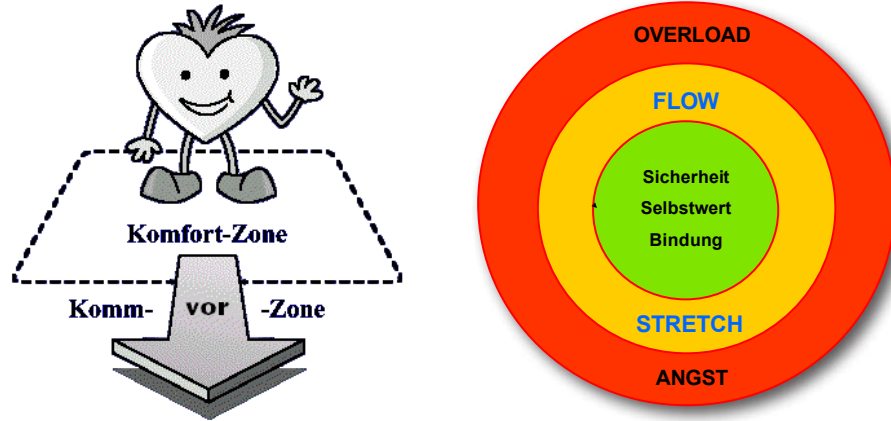 Komfort-Zone
Komm- vor -Zone
OVERLOAD
FLOW
Sicherheit
Selbstwert
Bindung
STRETCH
ANGST